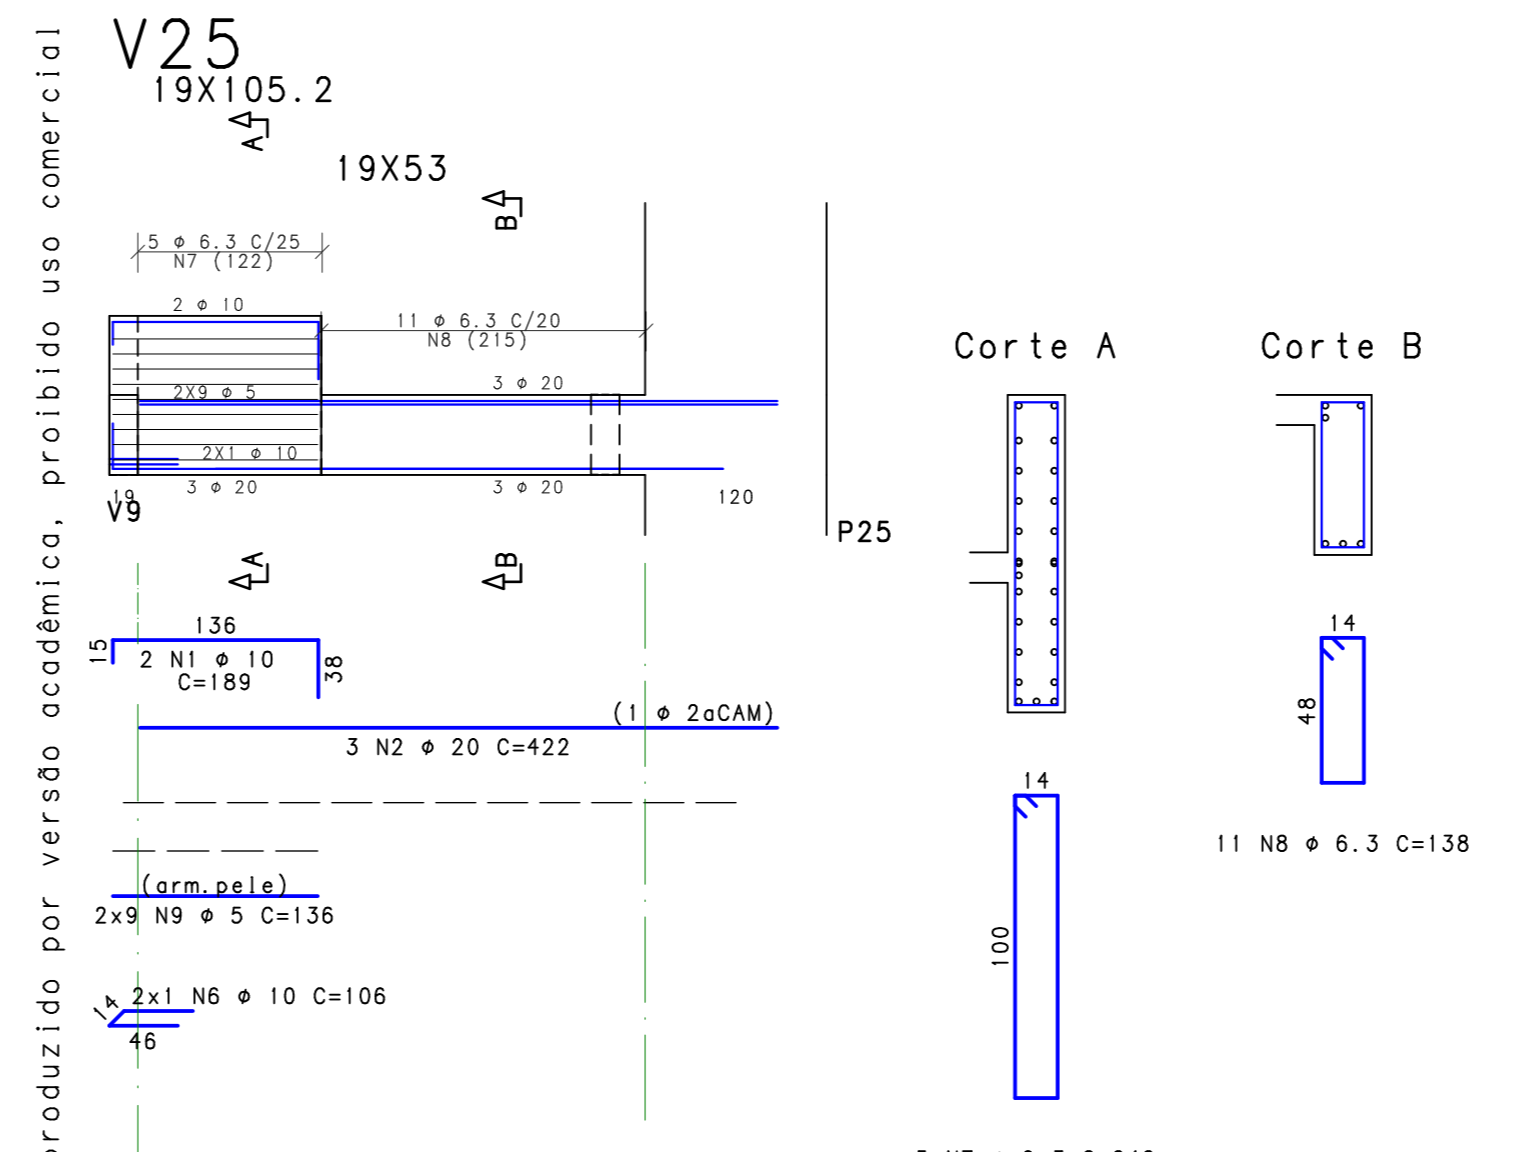 produzido por versão acadêmica, proibido uso comercial
V25
19X105.2
A
19X53
B
5 ø 6.3 C/25
N7 (122)
2 ø 10
11 ø 6.3 C/20
N8 (215)
3 ø 20
2X9 ø 5
2X1 ø 10
3 ø 20
3 ø 20
19
120
V9
P25
A
B
136
15
2 N1 ø 10
C=189
38
(1 ø 2aCAM)
3 N2 ø 20 C=422
(arm.pele)
2x9 N9 ø 5 C=136
14
2x1 N6 ø 10 C=106
46
Corte A
14
100
Corte B
14
48
11 N8 ø 6.3 C=138